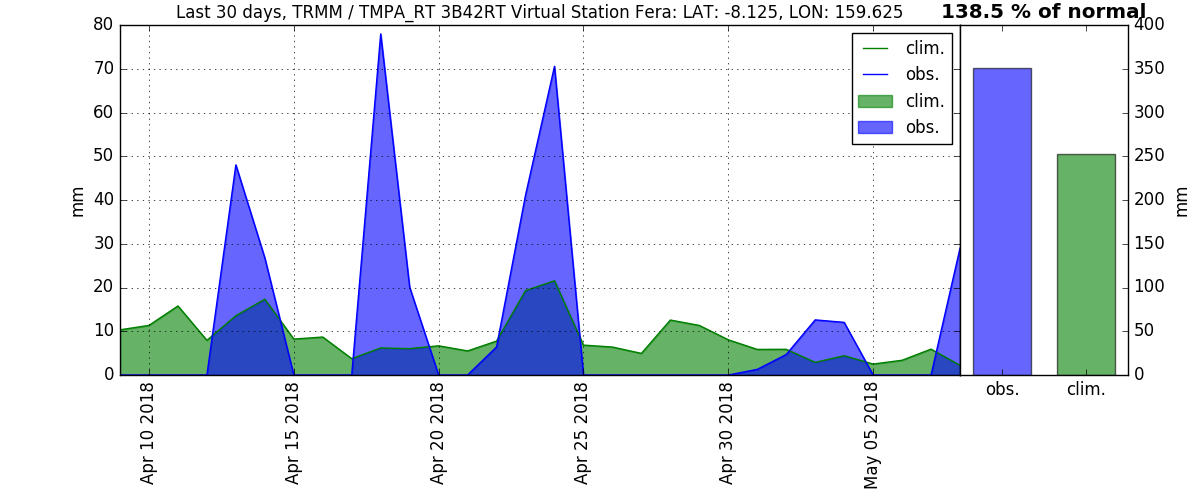 Last 30 days, TRMM / TMPA_RT 3B42RT Virtual Station Fera: LAT: -8.125, LON: 159.625
138.5 % of normal
80
70
60
50
40
30
20
10
0
mm
clim.
obs.
clim.
obs.
400
350
300
250
200
150
100
50
0
mm
obs.
clim.
Apr 10 2018
Apr 15 2018
Apr 20 2018
Apr 25 2018
Apr 30 2018
May 05 2018